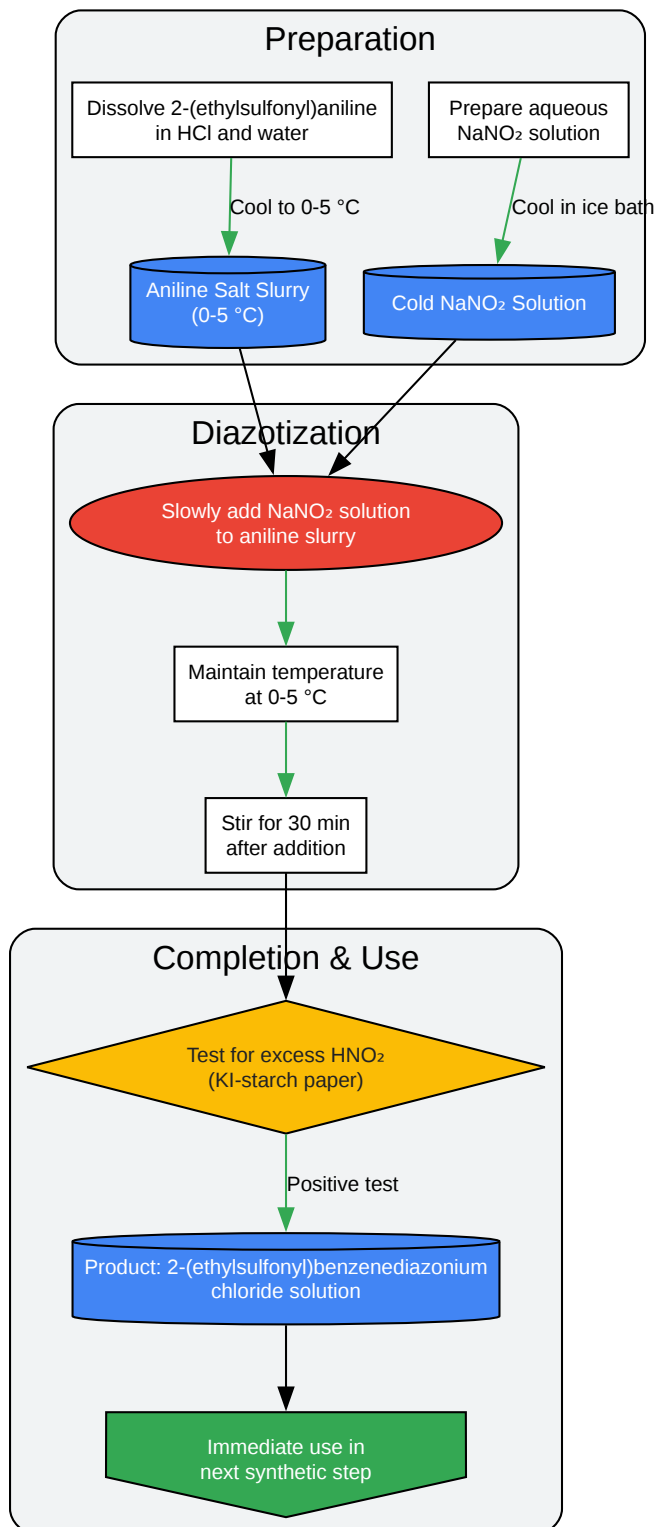 Preparation
Dissolve 2-(ethylsulfonyl)aniline
in HCl and water
Prepare aqueous
NaNO₂ solution
Cool to 0-5 °C
Cool in ice bath
Aniline Salt Slurry
(0-5 °C)
Cold NaNO₂ Solution
Diazotization
Slowly add NaNO₂ solution
to aniline slurry
Maintain temperature
at 0-5 °C
Stir for 30 min
after addition
Completion & Use
Test for excess HNO₂
(KI-starch paper)
Positive test
Product: 2-(ethylsulfonyl)benzenediazonium
chloride solution
Immediate use in
next synthetic step